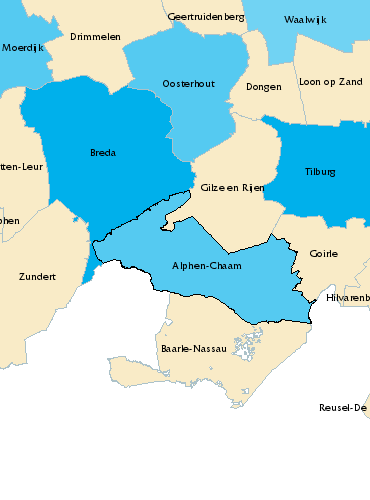 Geertruidenberg
Waalwijk
Drimmelen
Moerdijk
Oosterhout
Dongen
Loon op Zand
Breda
tten-Leur
Tilburg
Gilze en Rijen
phen
Goirle
Alphen-Chaam
Zundert
Hilvarenb
Baarle-Nassau
Reusel-De